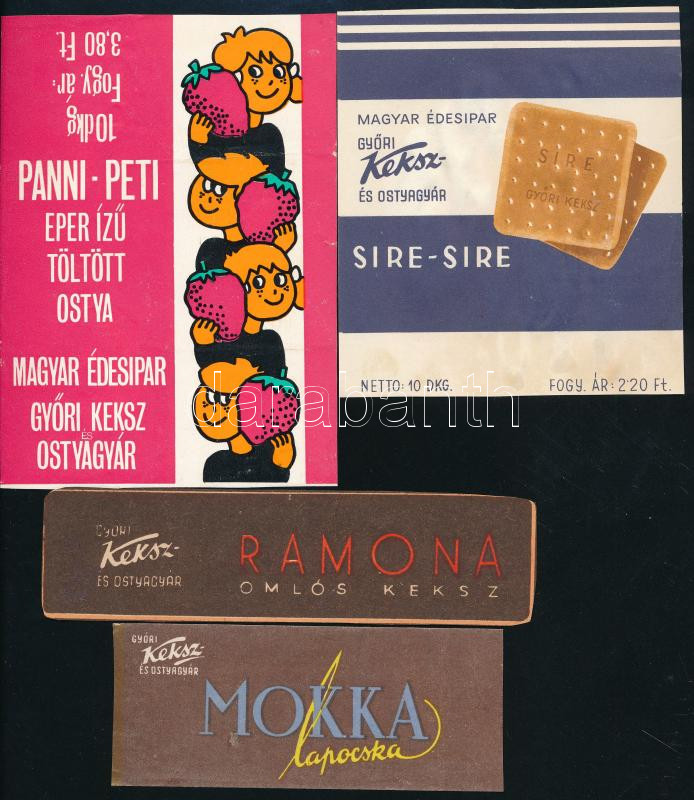 10dkg
Fogy. ár:
3,80 Ft.
PANNI-PETI
EPER ÍZŰ
TÖLTÖTT
OSTYA
MAGYAR ÉDESIPAR
GYŐRI KEKSZ
ÉS
OSTYAGYÁR
MAGYAR ÉDESIPAR
GYŐRI
Keksz-
ÉS OSTYAGYÁR
SIRE
GYŐRI KEKSZ
SIRE-SIRE
NETTO: 10 DKG. FOGY. ÁR: 2·20 Ft.
darabanth
GYŐRI
Keksz-
ÉS OSTYAGYÁR
RAMONA
OMLÓS KEKSZ
GYŐRI
Keksz-
ÉS OSTYAGYÁR
MOKKA
lapocska